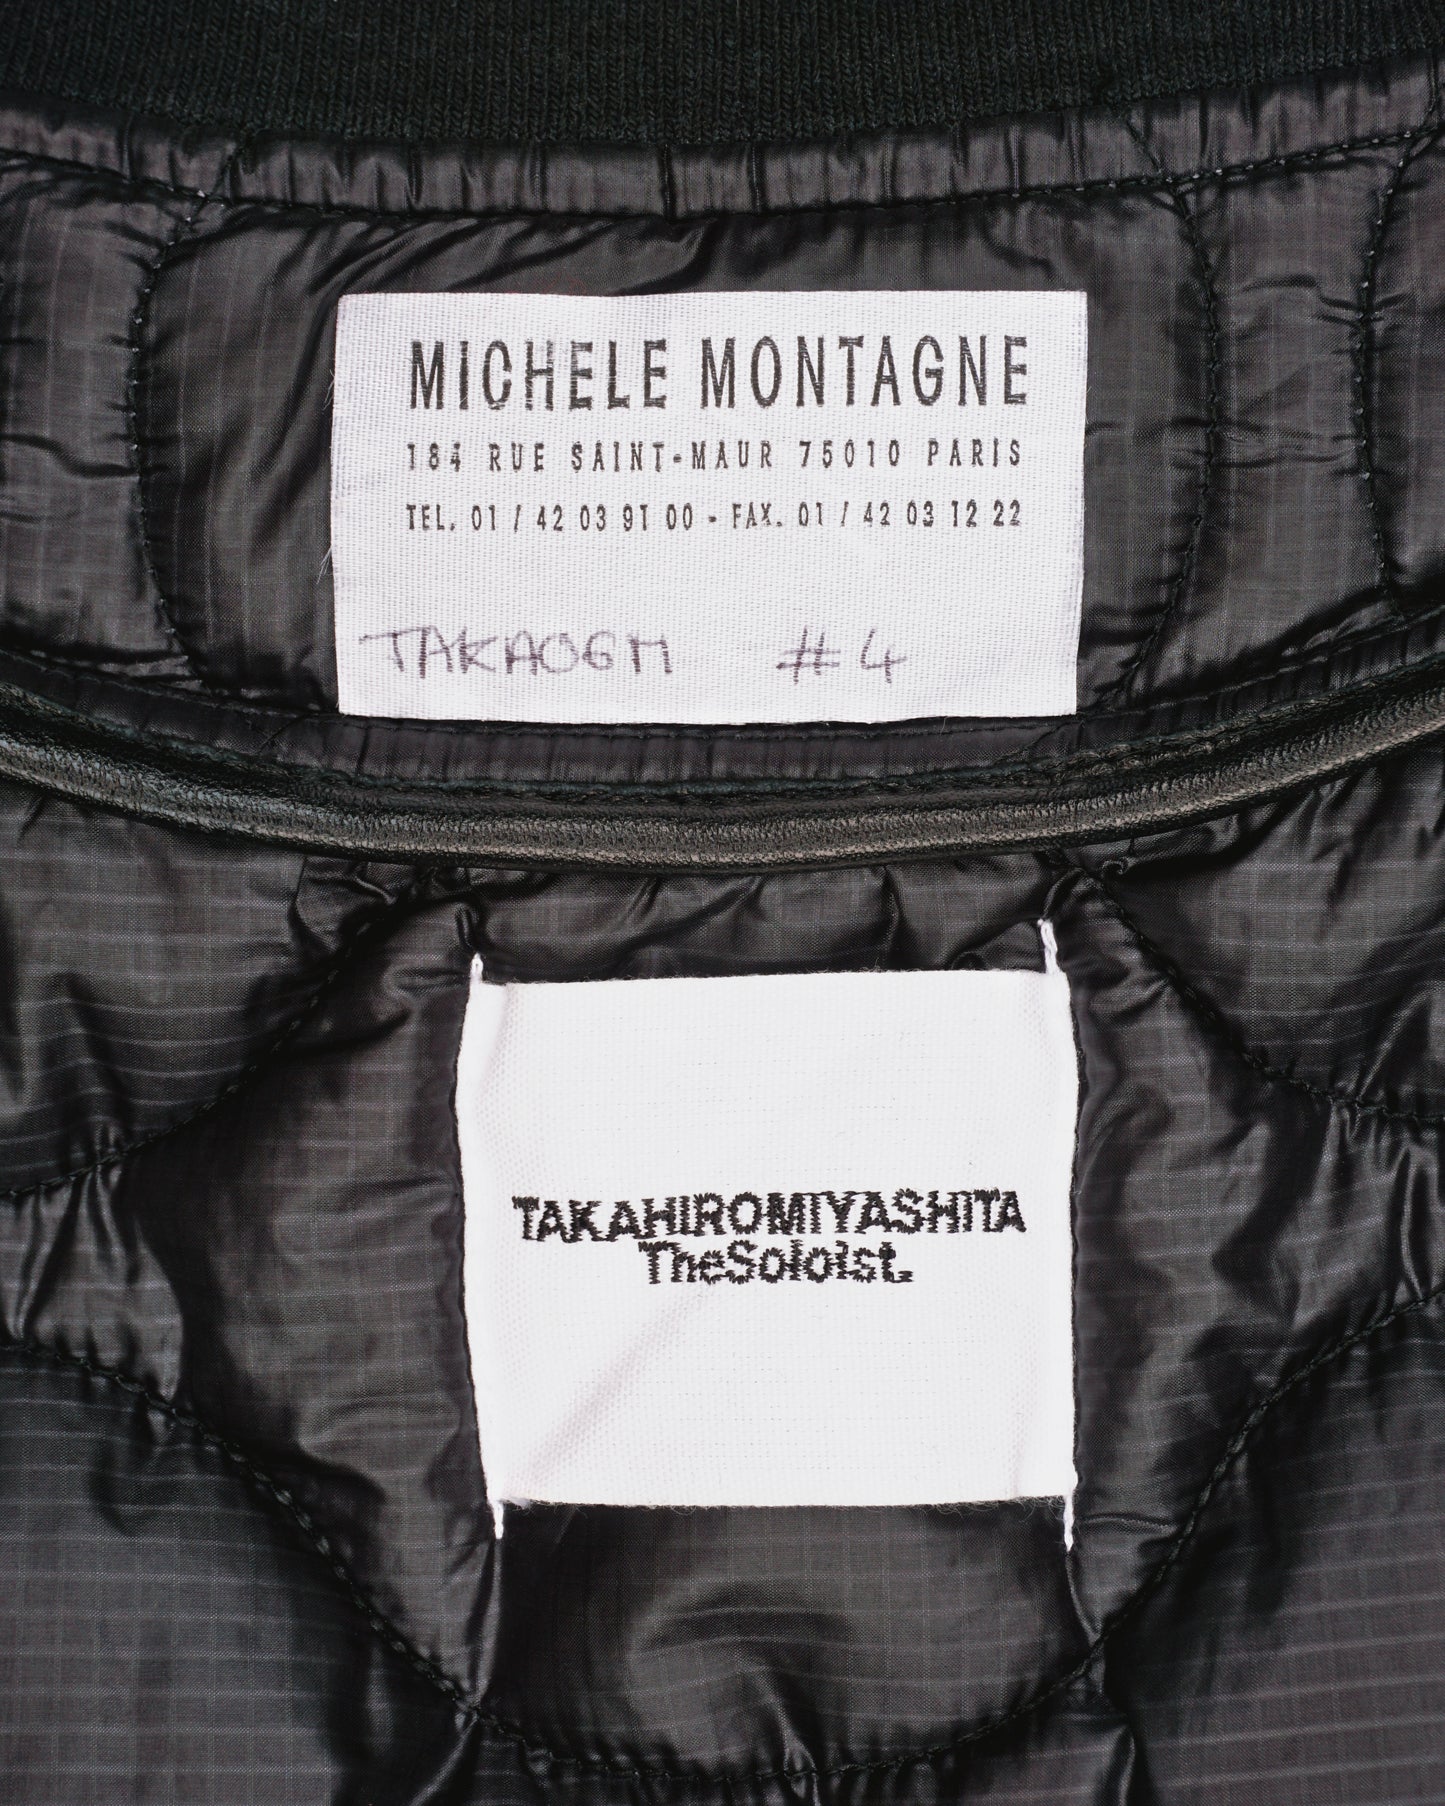 MICHELE MONTAGNE
184 RUE SAINT-MAUR 75010 PARIS
TEL. 01 / 42 03 91 00 - FAX. 01 / 42 03 12 22
TAKAO6M #4
TAKAHIROMIYASHITA
TheSoloist.